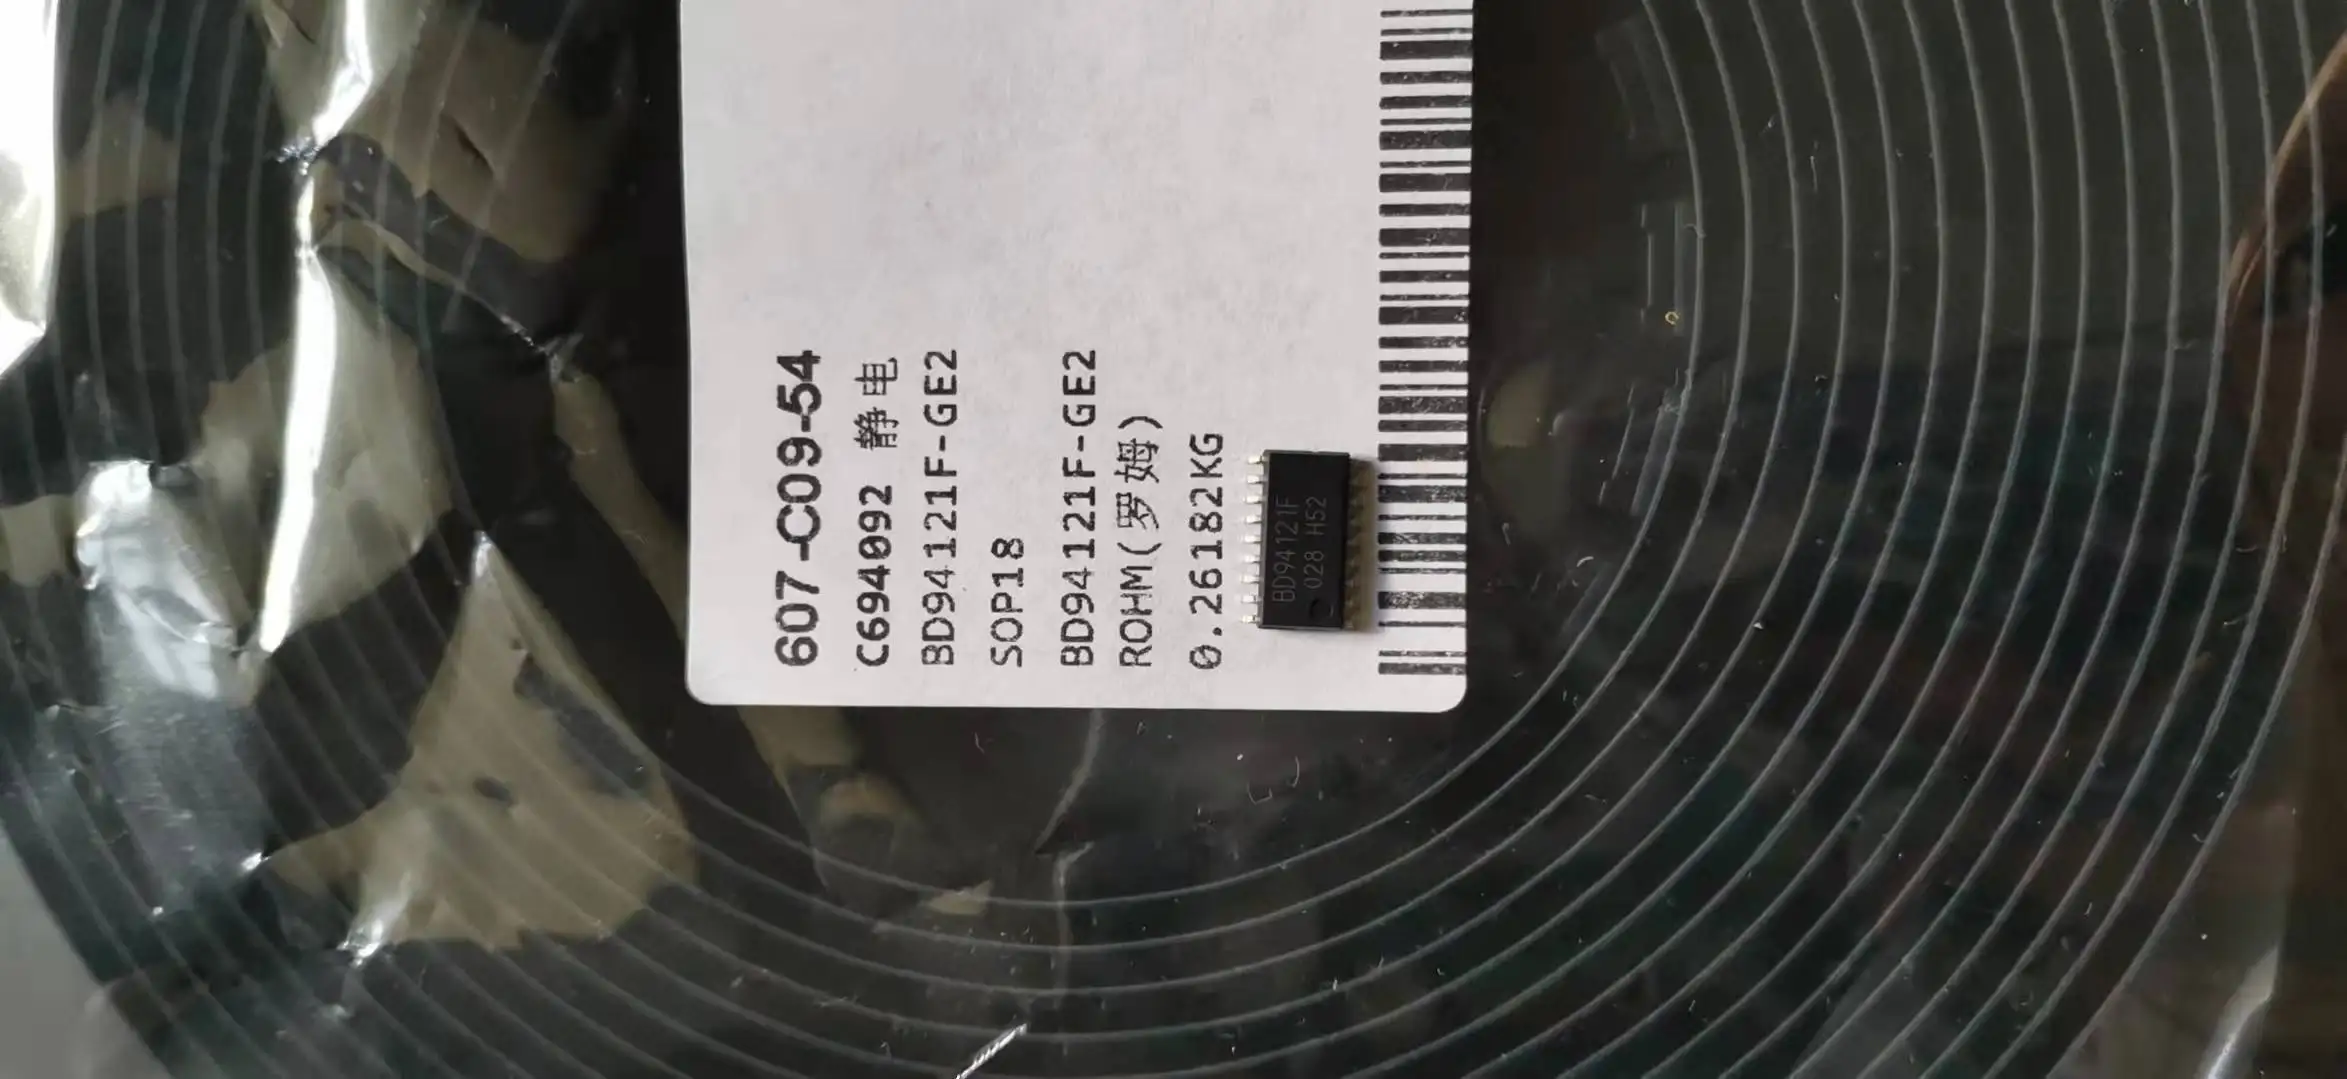 607-C09-54
C694092 静电
BD94121F-GE2
SOP18
BD94121F-GE2
ROHM(罗姆)
0.26182KG
BD94121F
028 H52